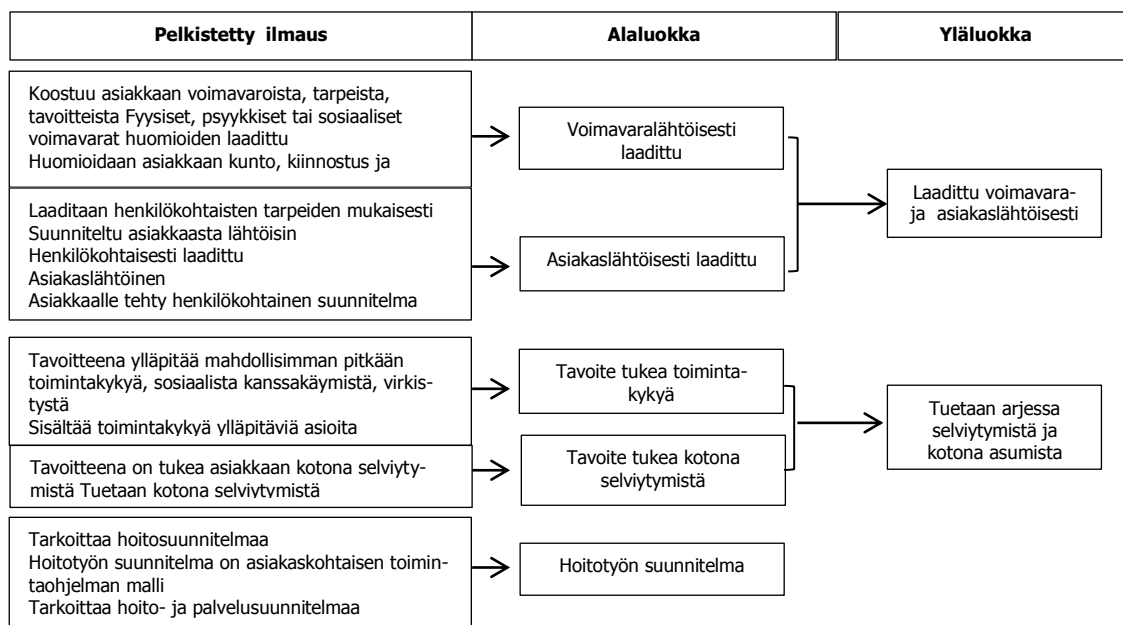 Pelkistetty ilmaus
Alaluokka
Yläluokka
Koostuu asiakkaan voimavaroista, tarpeista,
tavoitteista Fyysiset, psyykkiset tai sosiaaliset
voimavarat huomioiden laadittu
Huomioidaan asiakkaan kunto, kiinnostus ja
Voimavaralähtöisesti
laadittu
Laaditaan henkilökohtaisten tarpeiden mukaisesti
Suunniteltu asiakkaasta lähtöisin
Henkilökohtaisesti laadittu
Asiakaslähtöinen
Asiakkaalle tehty henkilökohtainen suunnitelma
Asiakaslähtöisesti laadittu
Laadittu voimavara-
ja asiakaslähtöisesti
Tavoitteena ylläpitää mahdollisimman pitkään
toimintakykyä, sosiaalista kanssakäymistä, virkis-
tystä
Sisältää toimintakykyä ylläpitäviä asioita
Tavoite tukea toiminta-
kykyä
Tavoitteena on tukea asiakkaan kotona selviyty-
mistä Tuetaan kotona selviytymistä
Tavoite tukea kotona
selviytymistä
Tuetaan arjessa
selviytymistä ja
kotona asumista
Tarkoittaa hoitosuunnitelmaa
Hoitotyön suunnitelma on asiakaskohtaisen toimin-
taohjelman malli
Tarkoittaa hoito- ja palvelusuunnitelmaa
Hoitotyön suunnitelma